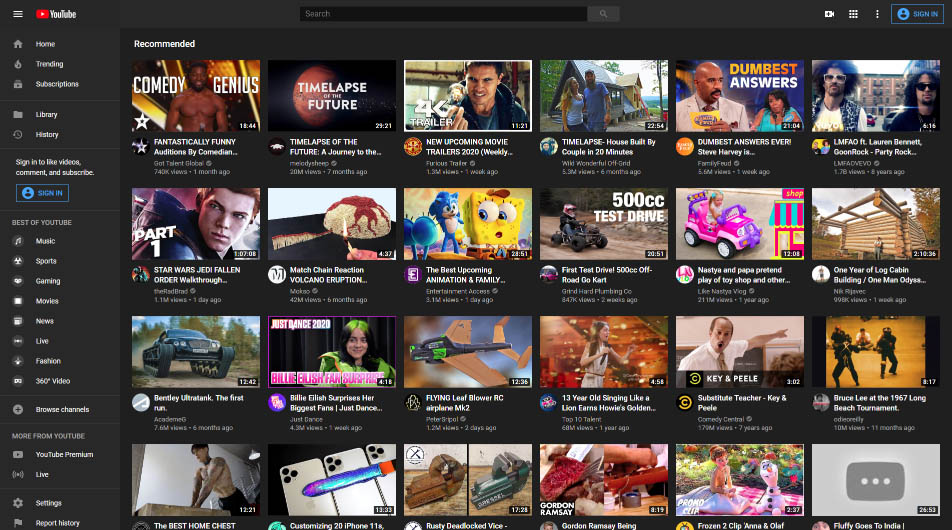 YouTube
Search
SIGN IN
Home
Trending
Subscriptions
Library
History
Sign in to like videos,
comment, and subscribe.
SIGN IN
BEST OF YOUTUBE
Music
Sports
Gaming
Movies
News
Live
Fashion
360° Video
Browse channels
MORE FROM YOUTUBE
YouTube Premium
Live
Settings
Report history
Recommended
COMEDY GENIUS
18:44
FANTASTICALLY FUNNY
Auditions By Comedian...
Got Talent Global
740K Views • 1 month ago
TIMELAPSE
OF THE
FUTURE
29:21
TIMELAPSE OF THE
FUTURE: A Journey to the...
melodysheep
20M views • 7 months ago
4K
TRAILER
11:21
NEW UPCOMING MOVIE
TRAILERS 2020 (Weekly...
Furious Trailer
1.3M views • 1 week ago
22:54
TIMELAPSE- House Built By
Couple in 20 Minutes
Wild Wonderful Off-Grid
5.3M views • 6 months ago
DUMBEST
ANSWERS
21:04
DUMBEST ANSWERS EVER!
Steve Harvey is...
FamilyFeud
5.6M views • 1 week ago
6:16
LMFAO ft. Lauren Bennett,
GoonRock - Party Rock...
LMFAOVEVO
1.7B views • 8 years ago
PART
1
1:07:08
STAR WARS JEDI FALLEN
ORDER Walkthrough...
theRadBrad
1.1M views • 1 day ago
4:37
Match Chain Reaction
VOLCANO ERUPTION...
Mokoo
42M views • 6 months ago
28:51
The Best Upcoming
ANIMATION & FAMILY...
Entertainment Access
3.1M views • 1 day ago
500cc
TEST DRIVE
20:51
First Test Drive! 500cc Off-
Road Go Kart
Grind Hard Plumbing Co
847K views • 2 weeks ago
shop
12:08
Nastya and papa pretend
play of toy shop and other...
Like Nastya Vlog
211M views • 1 year ago
2:10:36
One Year of Log Cabin
Building / One Man Odyss...
Nik Rijavec
998K views • 1 week ago
12:42
Bentley Ultratank. The first
run.
AcademeG
7.6M views • 6 months ago
JUST DANCE 2020
BILLIE EILISH FAN SURPRISE
4:18
Billie Eilish Surprises Her
Biggest Fans | Just Dance...
Just Dance
4.3M views • 1 week ago
12:36
FLYING Leaf Blower RC
airplane Mk2
PeterSripol
1.2M views • 2 days ago
4:58
13 Year Old Singing Like a
Lion Earns Howie's Golden...
Top 10 Talent
68M views • 1 year ago
KEY & PEELE
3:02
Substitute Teacher - Key &
Peele
Comedy Central
179M views • 7 years ago
8:17
Bruce Lee at the 1967 Long
Beach Tournament.
odieoreilly
10M views • 11 months ago
12:21
The BEST HOME CHEST
13:33
Customizing 20 iPhone 11s,
17:28
Rusty Deadlocked Vice -
GORDON
RAMSAY
8:19
Gordon Ramsay Being
PROMO
CLIP
2:37
Frozen 2 Clip 'Anna & Olaf
26:53
Fluffy Goes To India |